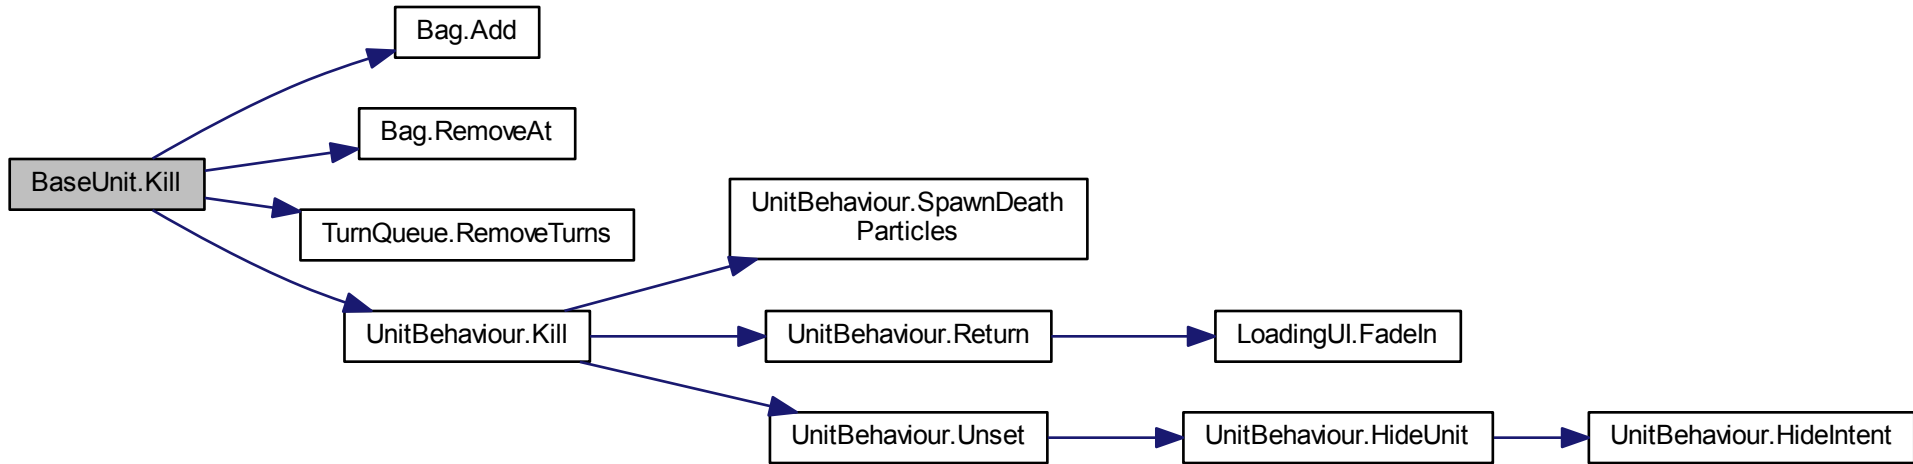 Bag.Add
Bag.RemoveAt
BaseUnit.Kill
TurnQueue.RemoveTurns
UnitBehaviour.SpawnDeath
Particles
UnitBehaviour.Kill
UnitBehaviour.Return
LoadingUI.FadeIn
UnitBehaviour.Unset
UnitBehaviour.HideUnit
UnitBehaviour.HideIntent